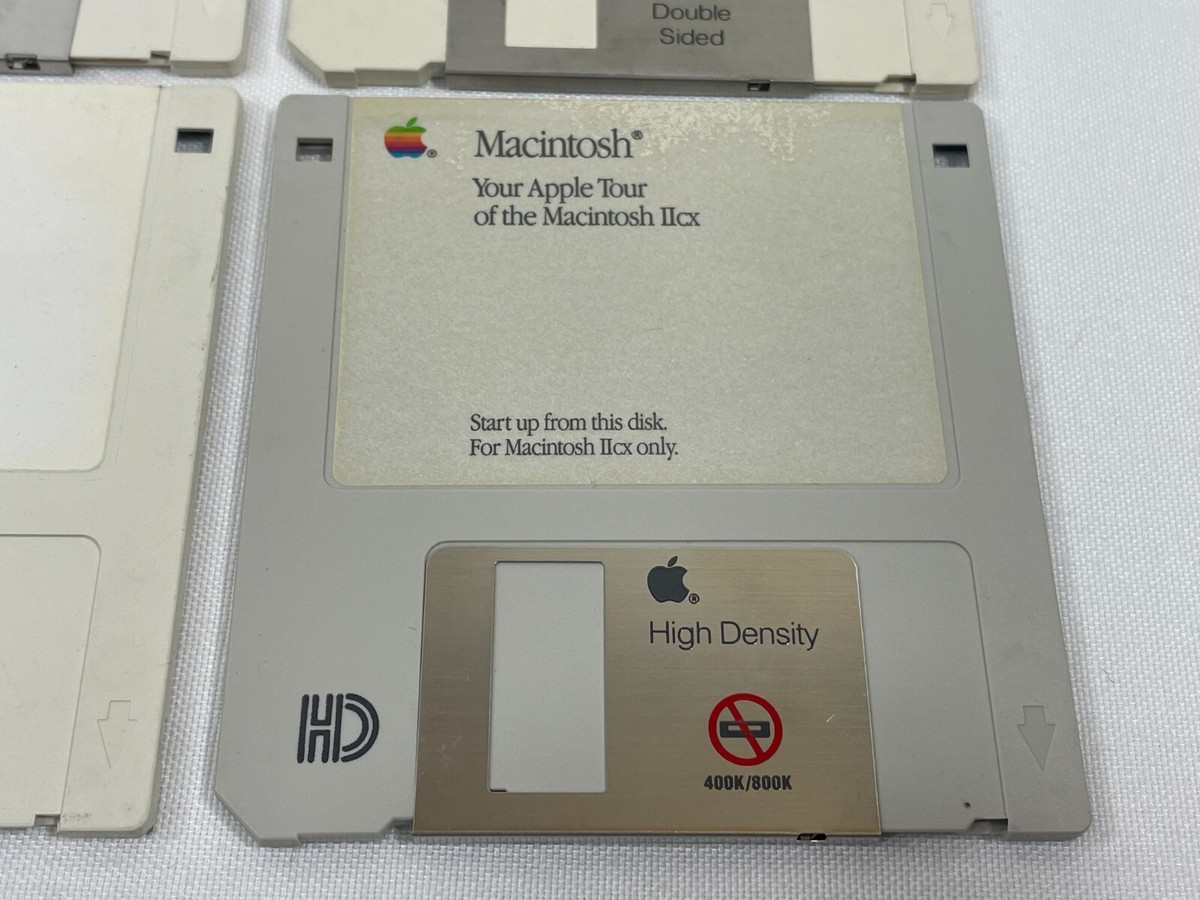 Double
Sided
Macintosh®
Your Apple Tour
of the Macintosh IIcx
Start up from this disk.
For Macintosh IIcx only.
®
®
High Density
HD
400K/800K